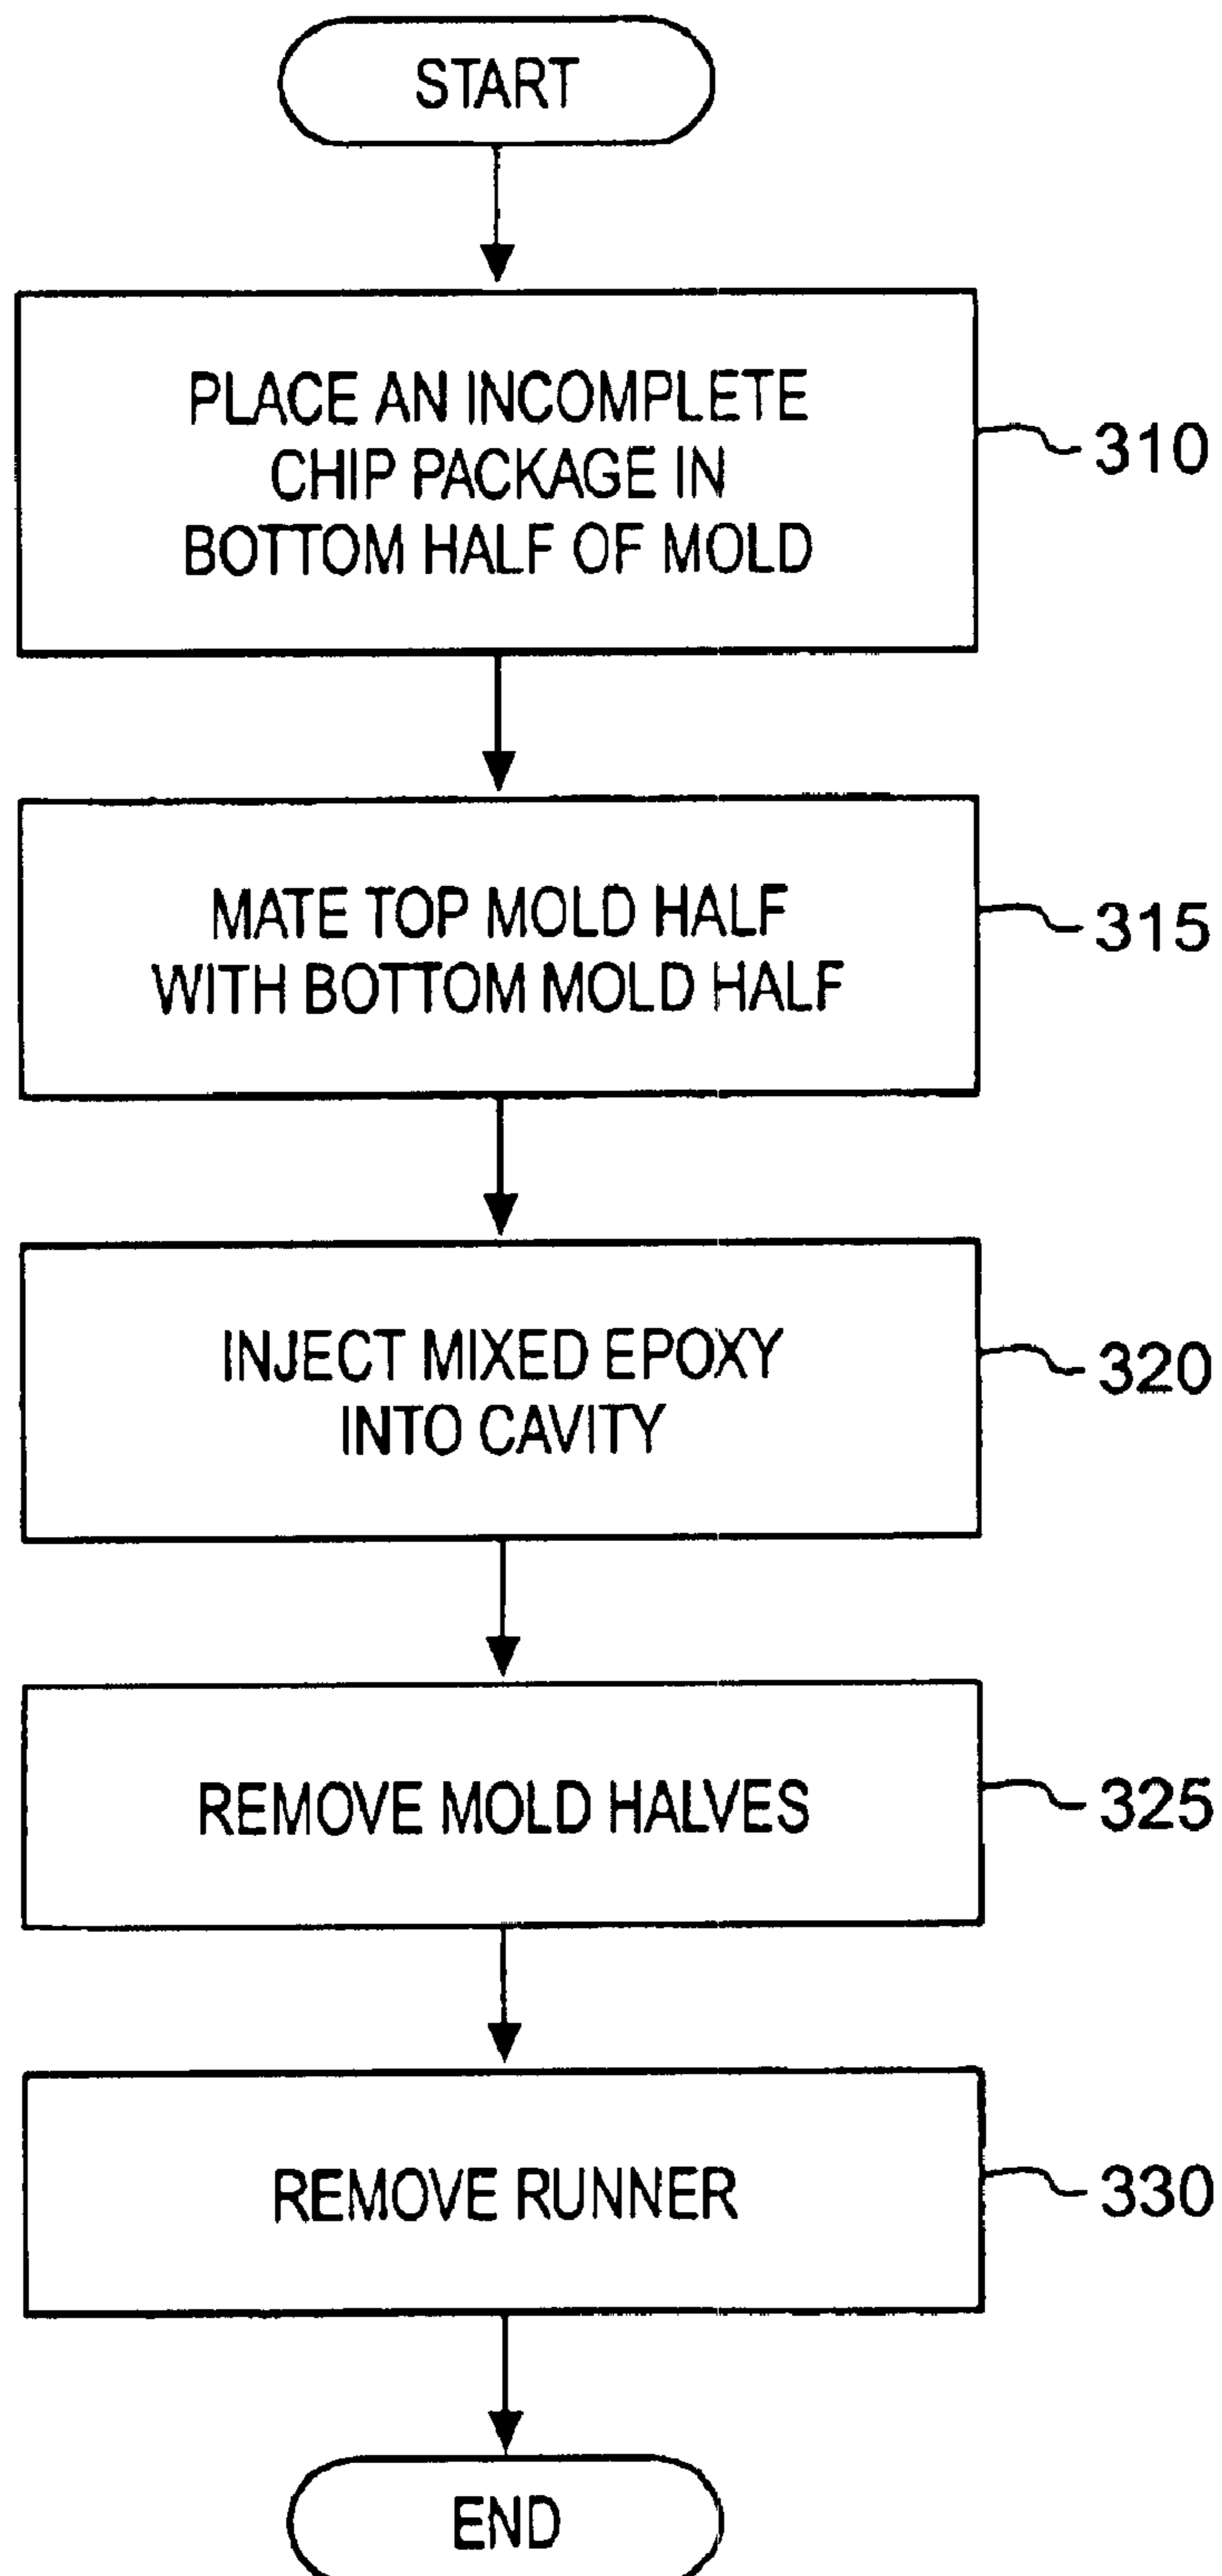 START
PLACE AN INCOMPLETE
CHIP PACKAGE IN
BOTTOM HALF OF MOLD
310
MATE TOP MOLD HALF
WITH BOTTOM MOLD HALF
315
INJECT MIXED EPOXY
INTO CAVITY
320
REMOVE MOLD HALVES
325
REMOVE RUNNER
330
END